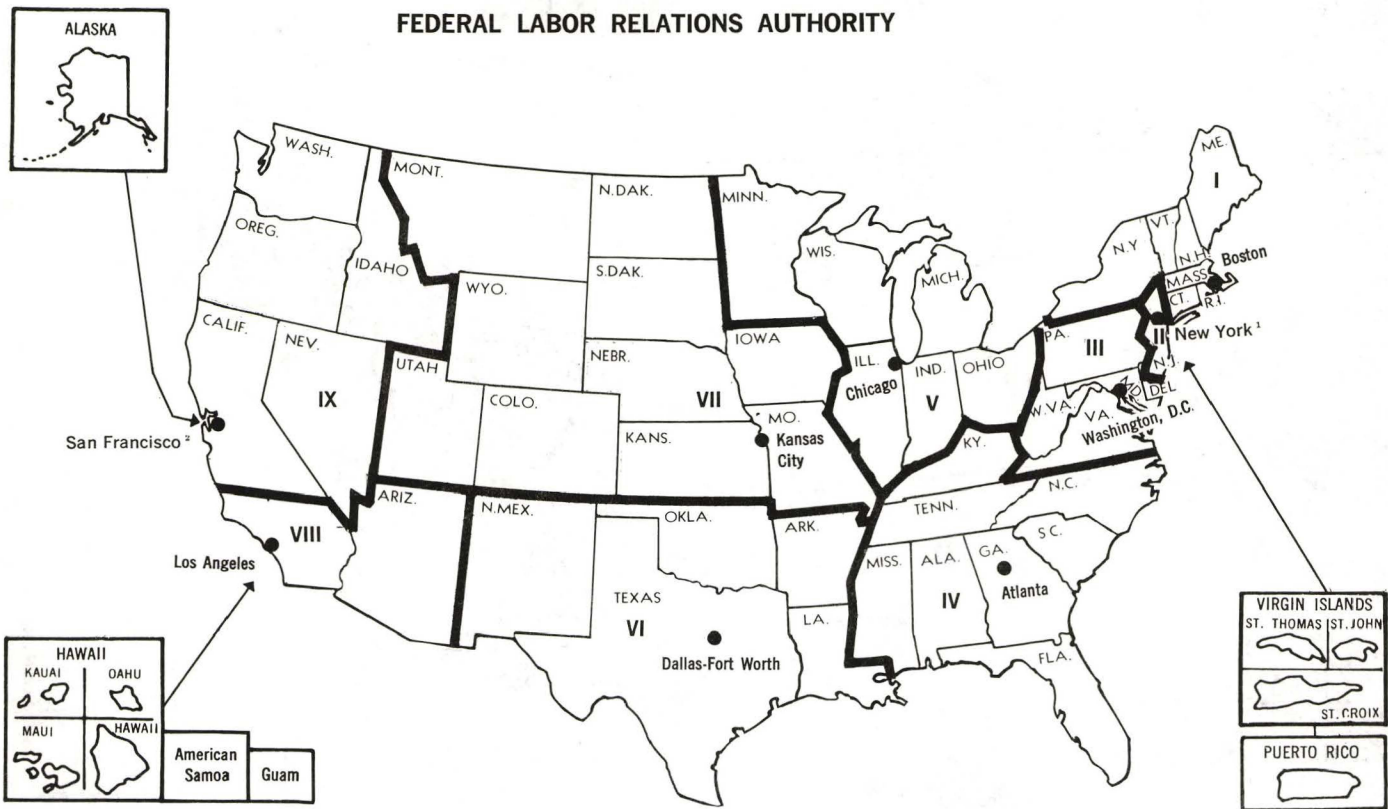 FEDERAL LABOR RELATIONS AUTHORITY
ALASKA
WASH.
MONT.
N.DAK.
MINN.
ME.
I
OREG.
IDAHO
S.DAK.
WIS.
MICH.
N.Y
VT.
N.H.
Boston
MASS
CT.
R.I.
WYO.
CALIF.
NEV.
UTAH
NEBR.
IOWA
ILL.
IND.
OHIO
PA.
III
II
New York¹
N.J.
DEL
MD
IX
COLO.
VII
Chicago
V
W.VA.
VA.
Washington, D.C.
San Francisco²
KANS.
MO.
Kansas
City
KY.
ARIZ.
N.MEX.
OKLA.
ARK.
TENN.
N.C.
S.C.
VIII
Los Angeles
MISS.
ALA.
GA.
Atlanta
TEXAS
VI
IV
LA.
Dallas-Fort Worth
FLA.
HAWAII
KAUAI
OAHU
MAUI
HAWAII
American
Samoa
Guam
VIRGIN ISLANDS
ST. THOMAS
ST. JOHN
ST. CROIX
PUERTO RICO